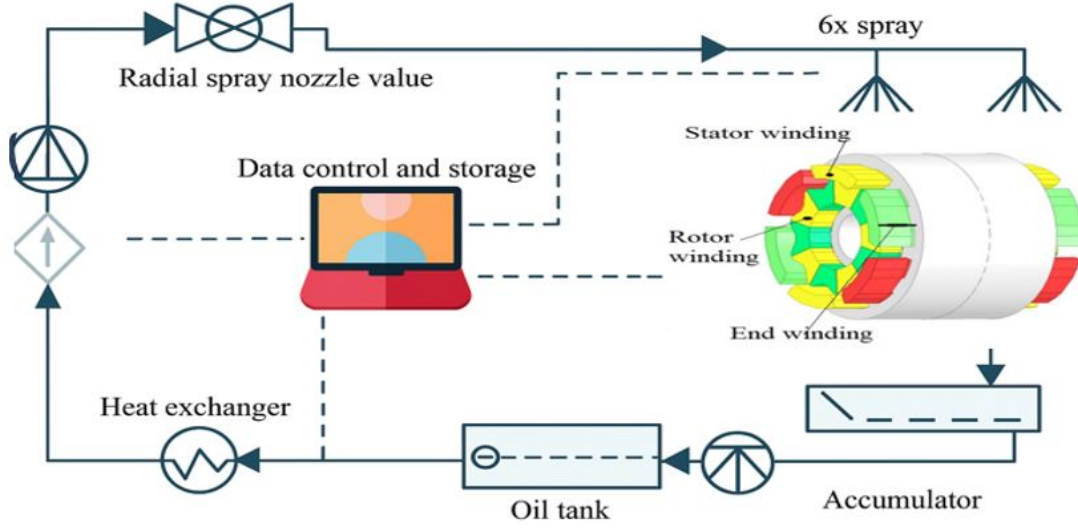 6x spray
Radial spray nozzle value
Stator winding
Data control and storage
Rotor
winding
End winding
Heat exchanger
Oil tank
Accumulator